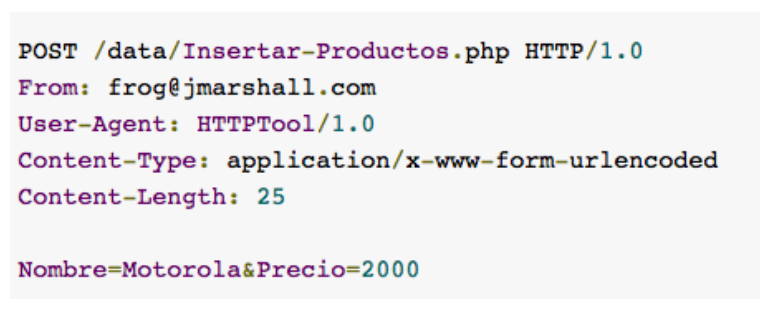 POST /data/Insertar-Productos.php HTTP/1.0
From: frog@jmarshall.com
User-Agent: HTTPTool/1.0
Content-Type: application/x-www-form-urlencoded
Content-Length: 25
Nombre=Motorola&Precio=2000